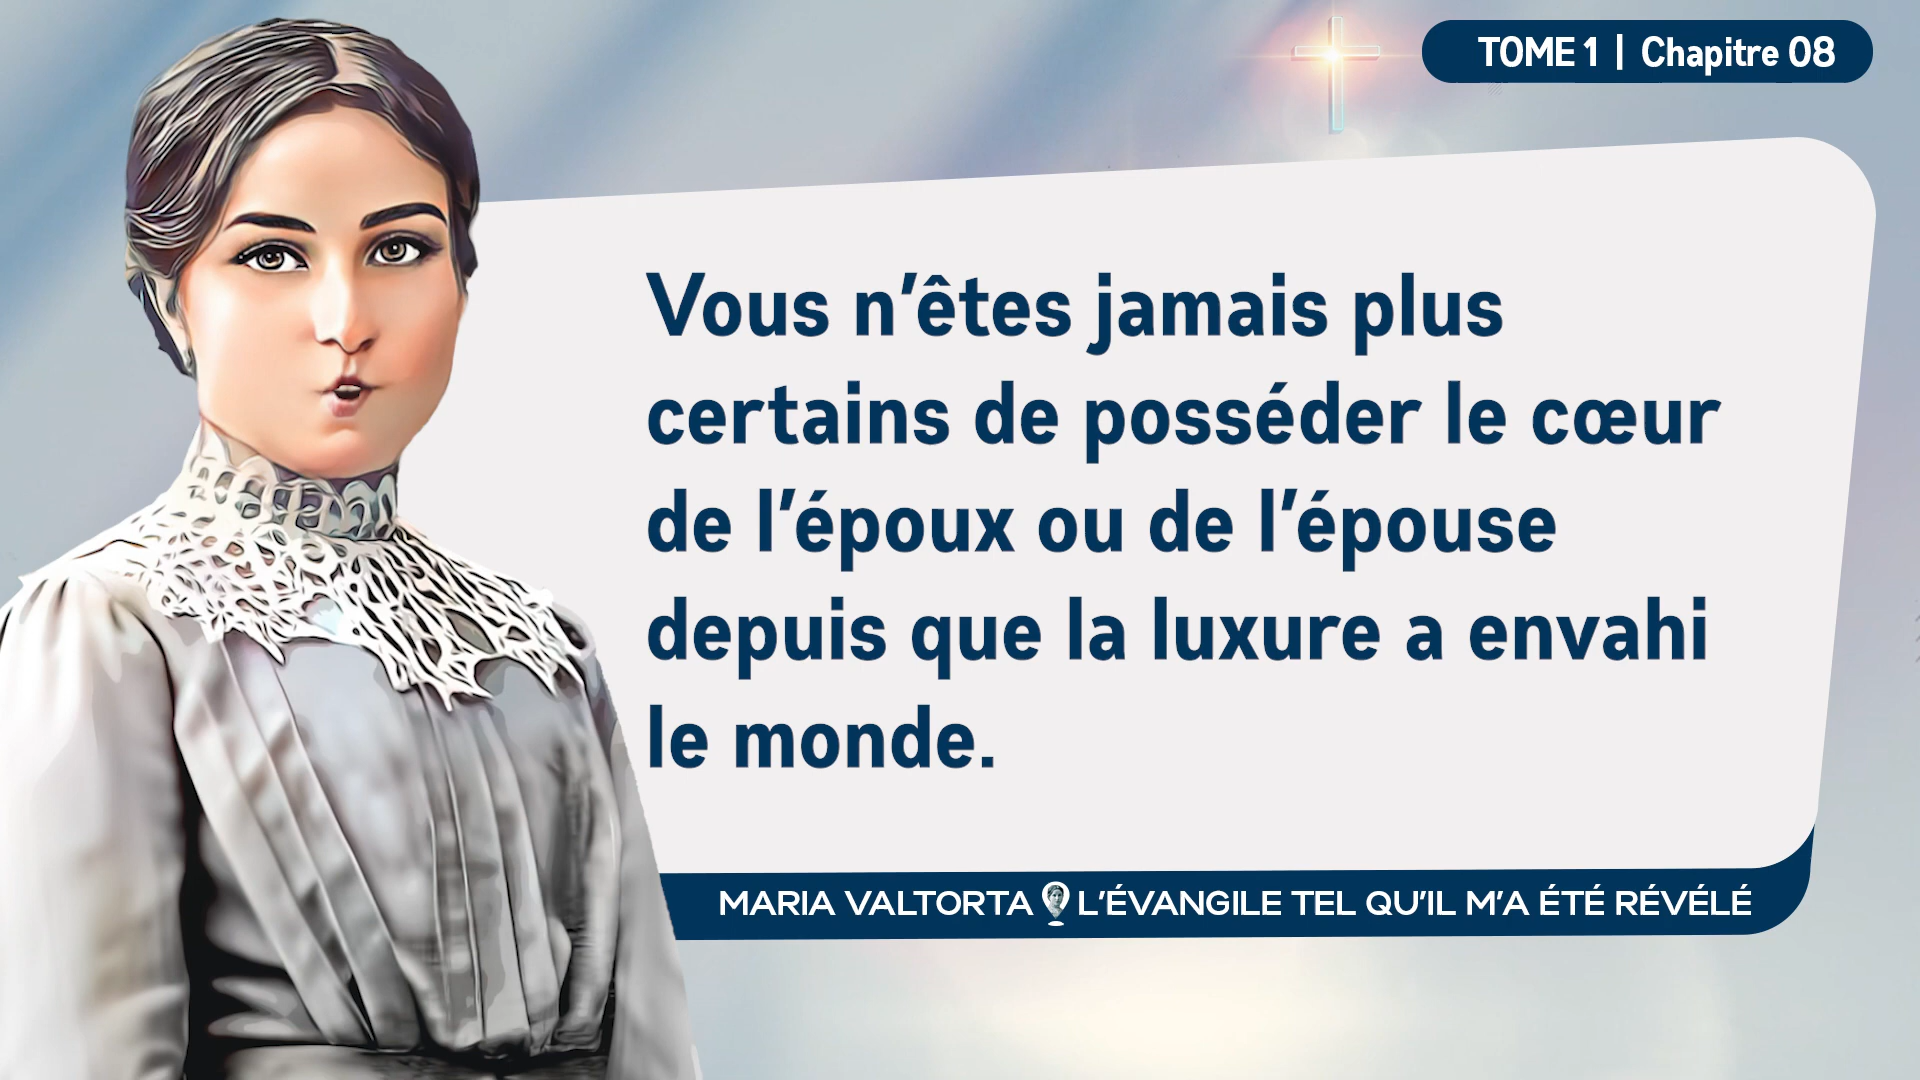 TOME 1 | Chapitre 08
Vous n’êtes jamais plus
certains de posséder le cœur
de l’époux ou de l’épouse
depuis que la luxure a envahi
le monde.
MARIA VALTORTA L’ÉVANGILE TEL QU’IL M’A ÉTÉ RÉVÉLÉ